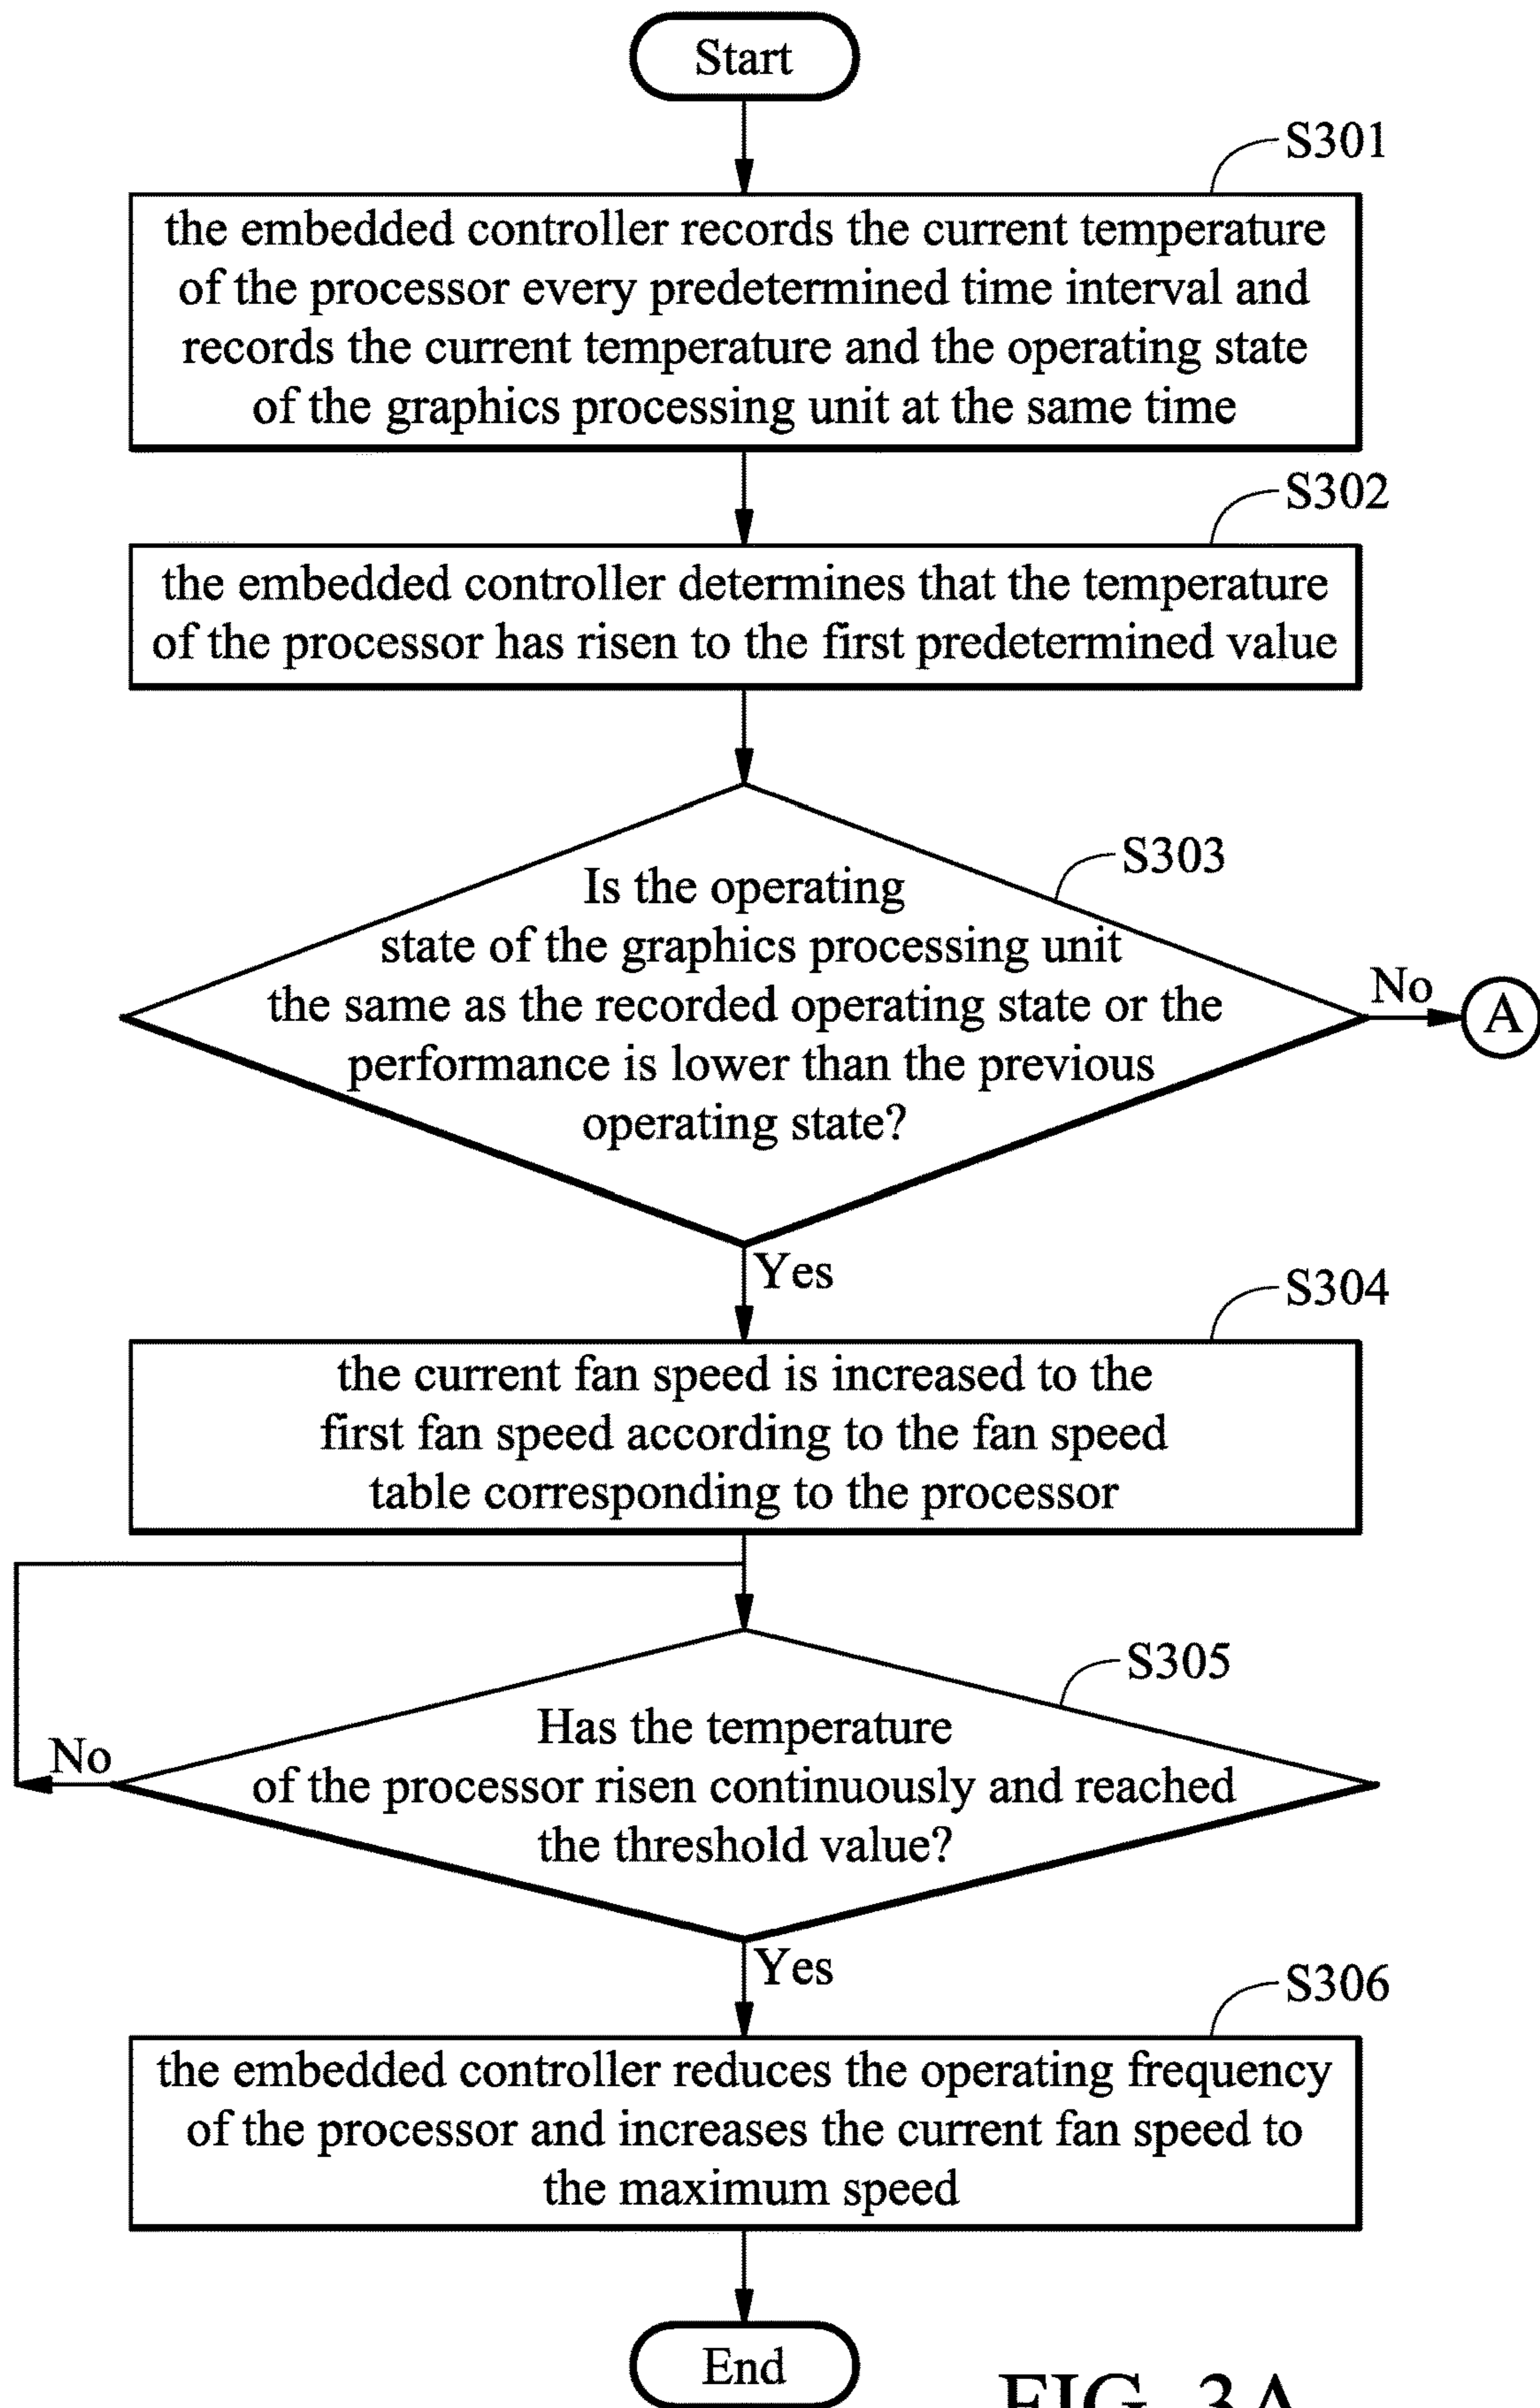 Start
S301
the embedded controller records the current temperature
of the processor every predetermined time interval and
records the current temperature and the operating state
of the graphics processing unit at the same time
S302
the embedded controller determines that the temperature
of the processor has risen to the first predetermined value
S303
Is the operating
state of the graphics processing unit
the same as the recorded operating state or the
performance is lower than the previous
operating state?
No
A
Yes
S304
the current fan speed is increased to the
first fan speed according to the fan speed
table corresponding to the processor
S305
Has the temperature
of the processor risen continuously and reached
the threshold value?
No
Yes
S306
the embedded controller reduces the operating frequency
of the processor and increases the current fan speed to
the maximum speed
End
FIG. 3A